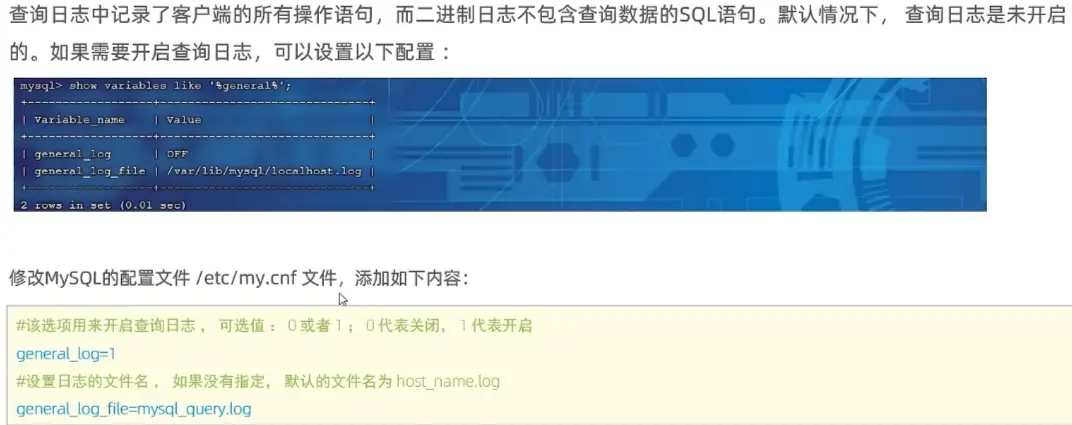 查询日志中记录了客户端的所有操作语句，而二进制日志不包含查询数据的SQL语句。默认情况下， 查询日志是未开启
的。如果需要开启查询日志，可以设置以下配置 ：
mysql> show variables like '%general%';
+------------------+------------------------------+
| Variable_name    | Value                        |
+------------------+------------------------------+
| general_log      | OFF                          |
| general_log_file | /var/lib/mysql/localhost.log |
+------------------+------------------------------+
2 rows in set (0.01 sec)
修改MySQL的配置文件 /etc/my.cnf 文件，添加如下内容：
#该选项用来开启查询日志 ， 可选值 ： 0 或者 1 ； 0 代表关闭， 1 代表开启
general_log=1
#设置日志的文件名 ， 如果没有指定， 默认的文件名为 host_name.log
general_log_file=mysql_query.log